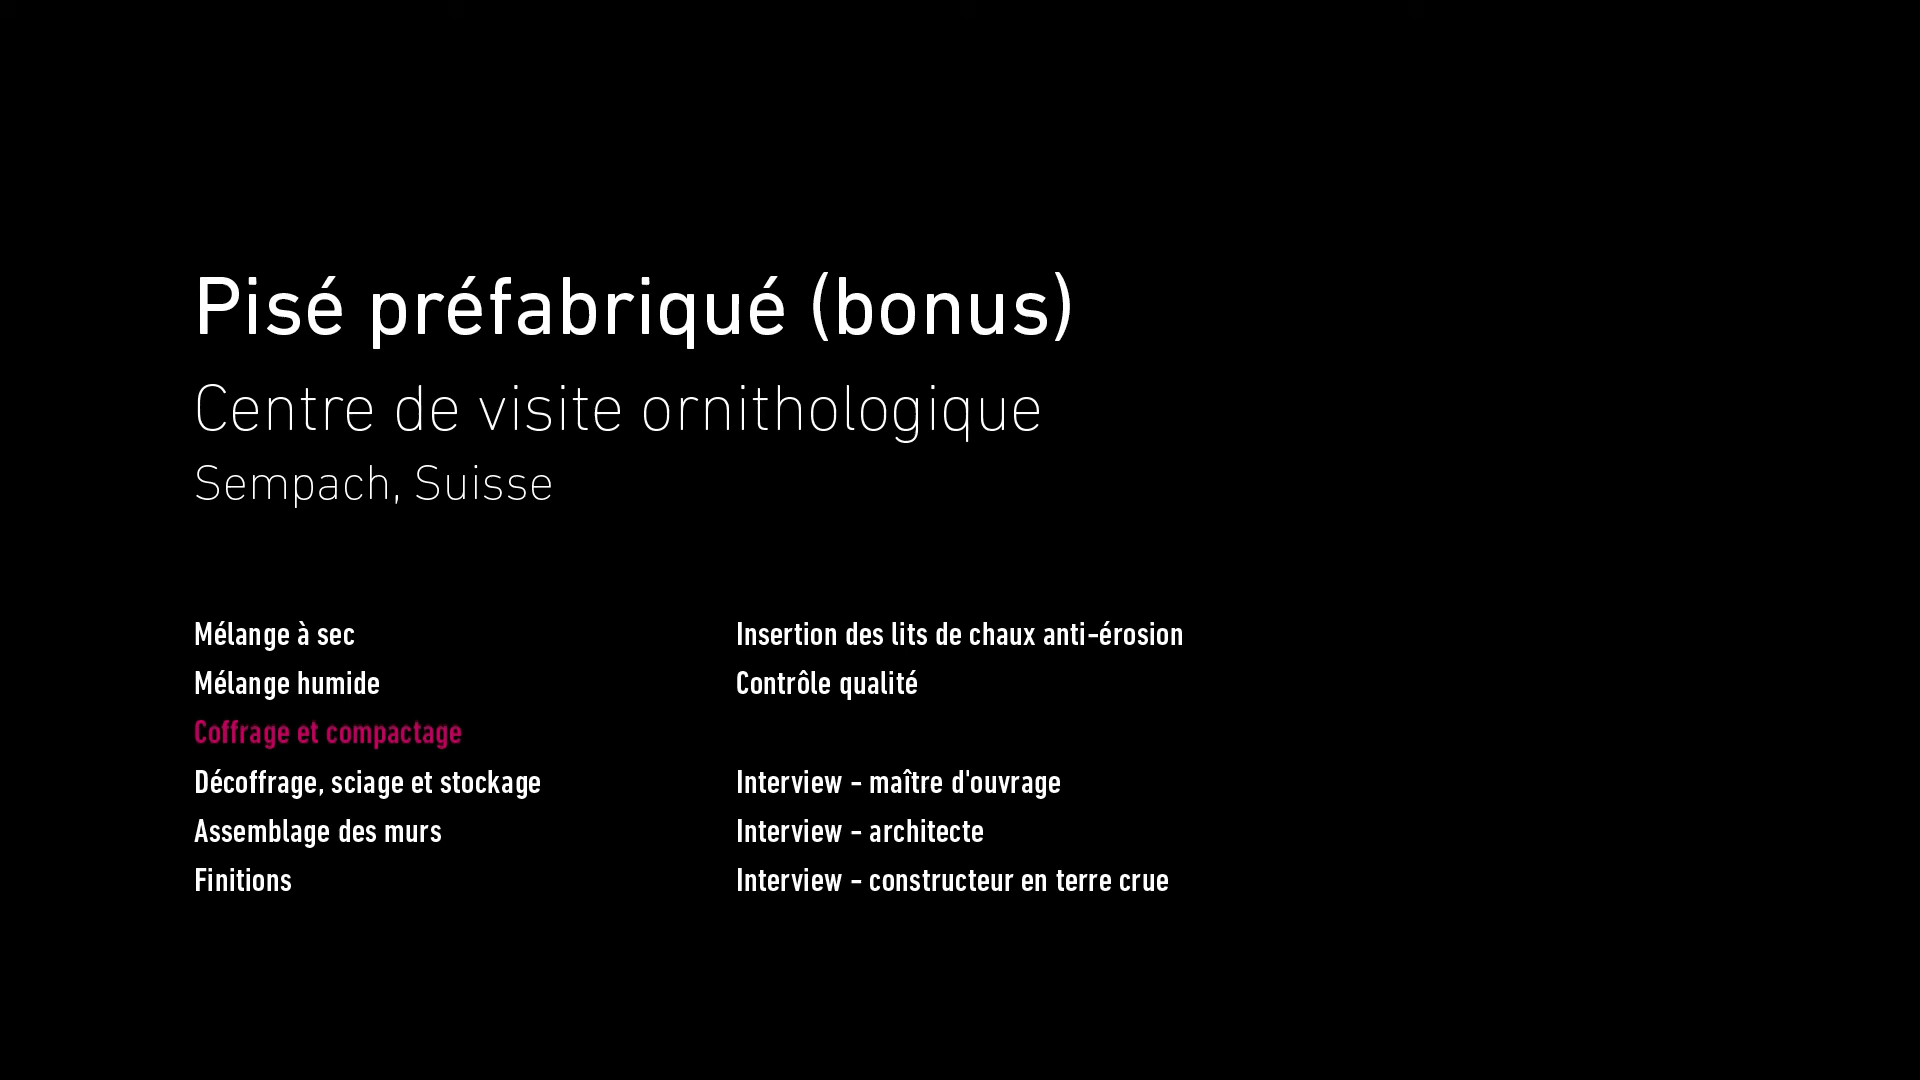 Pisé préfabriqué (bonus)
Centre de visite ornithologique
Sempach, Suisse
Mélange à sec
Mélange humide
Coffrage et compactage
Décoffrage, sciage et stockage
Assemblage des murs
Finitions
Insertion des lits de chaux anti-érosion
Contrôle qualité
Interview - maître d'ouvrage
Interview - architecte
Interview - constructeur en terre crue